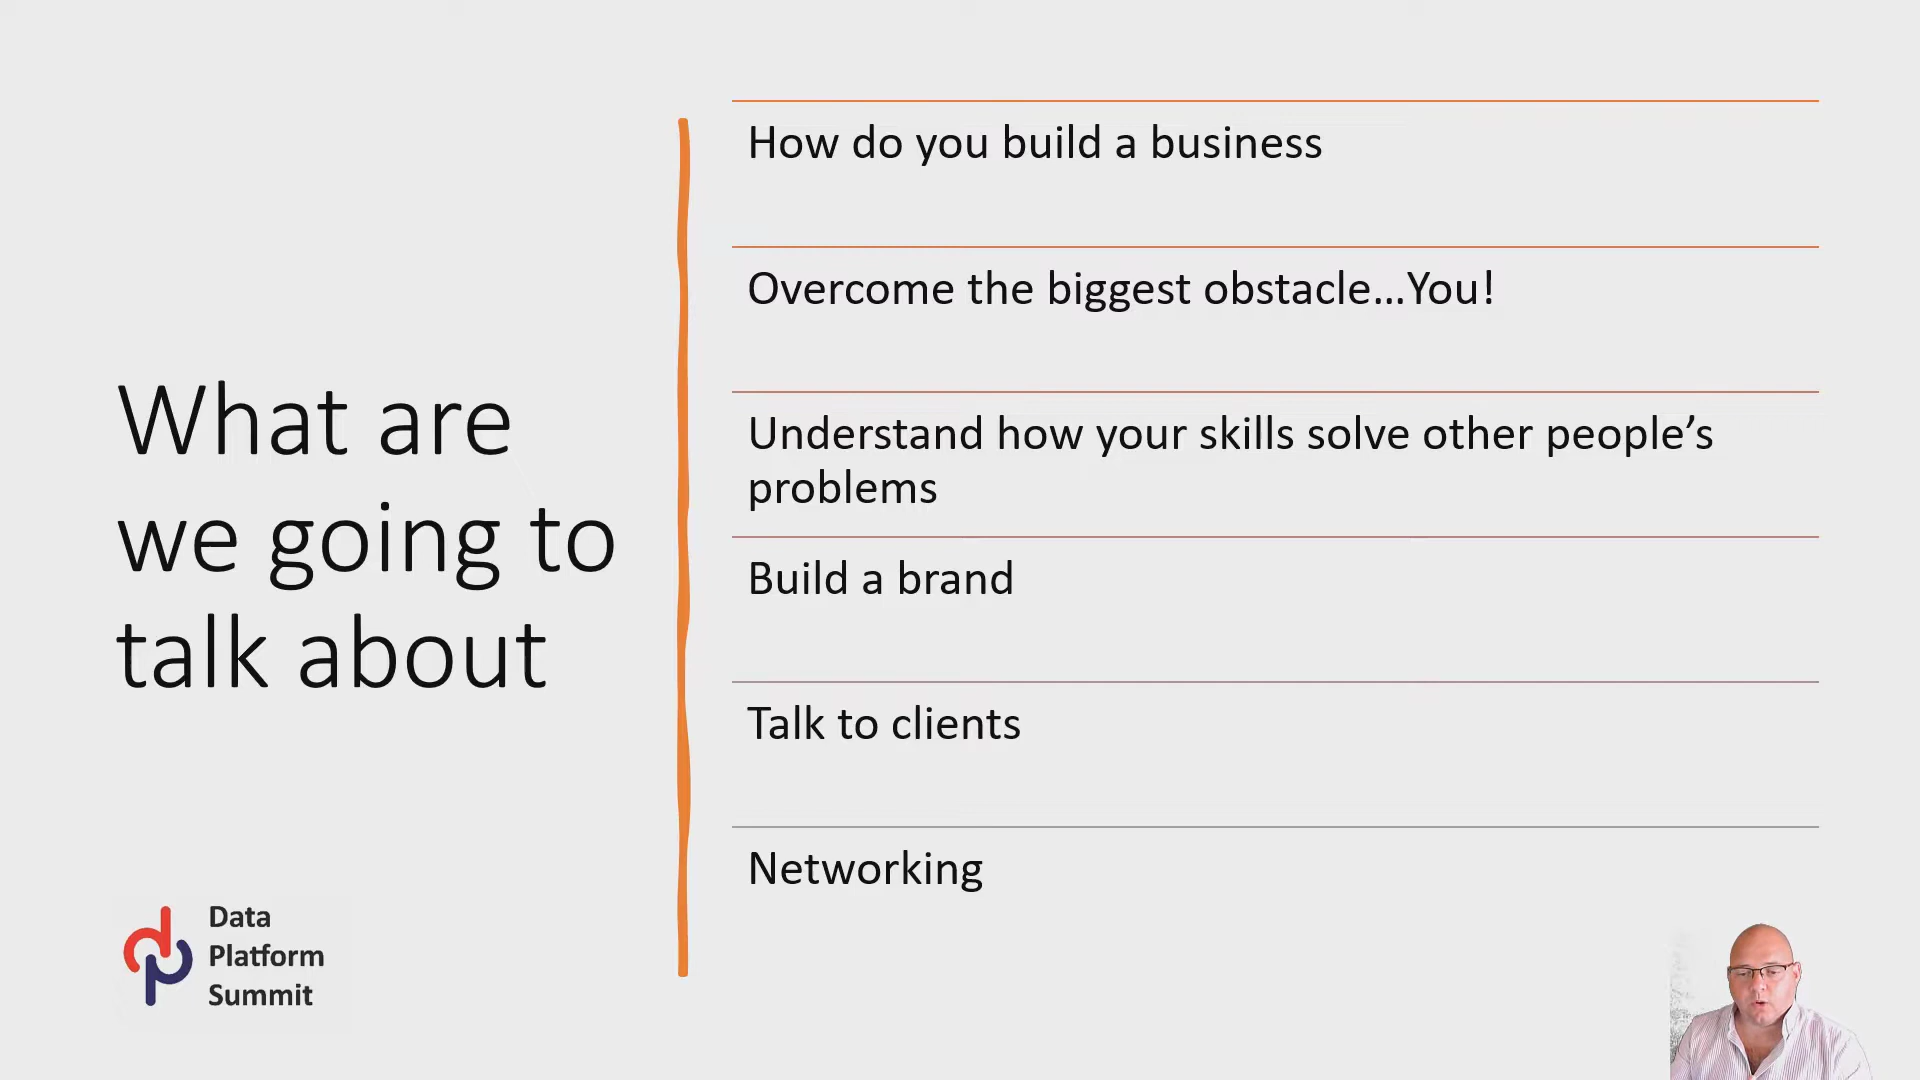 What are
we going to
talk about
How do you build a business
Overcome the biggest obstacle...You!
Understand how your skills solve other people’s
problems
Build a brand
Talk to clients
Networking
Data
Platform
Summit